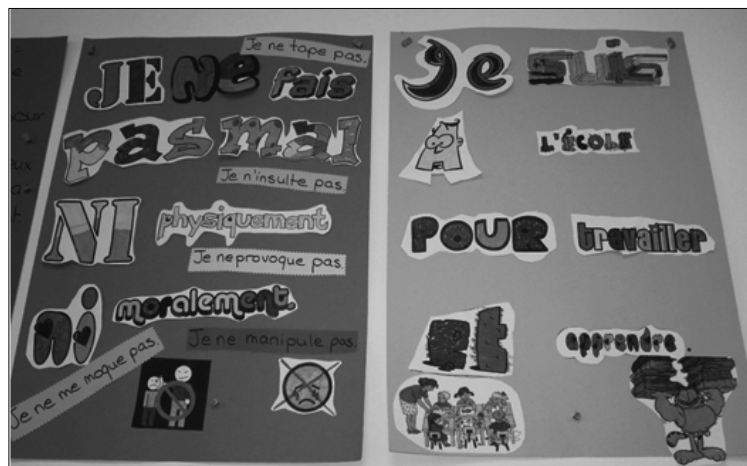 Je ne tape pas.
JE Ne fais
pas mal
Je n'insulte pas.
NI physiquement
Je ne provoque pas.
ni moralement.
Je ne manipule pas.
Je ne me moque pas.
Je suis
A L'ÉCOLE
POUR travailler
ET apprendre.